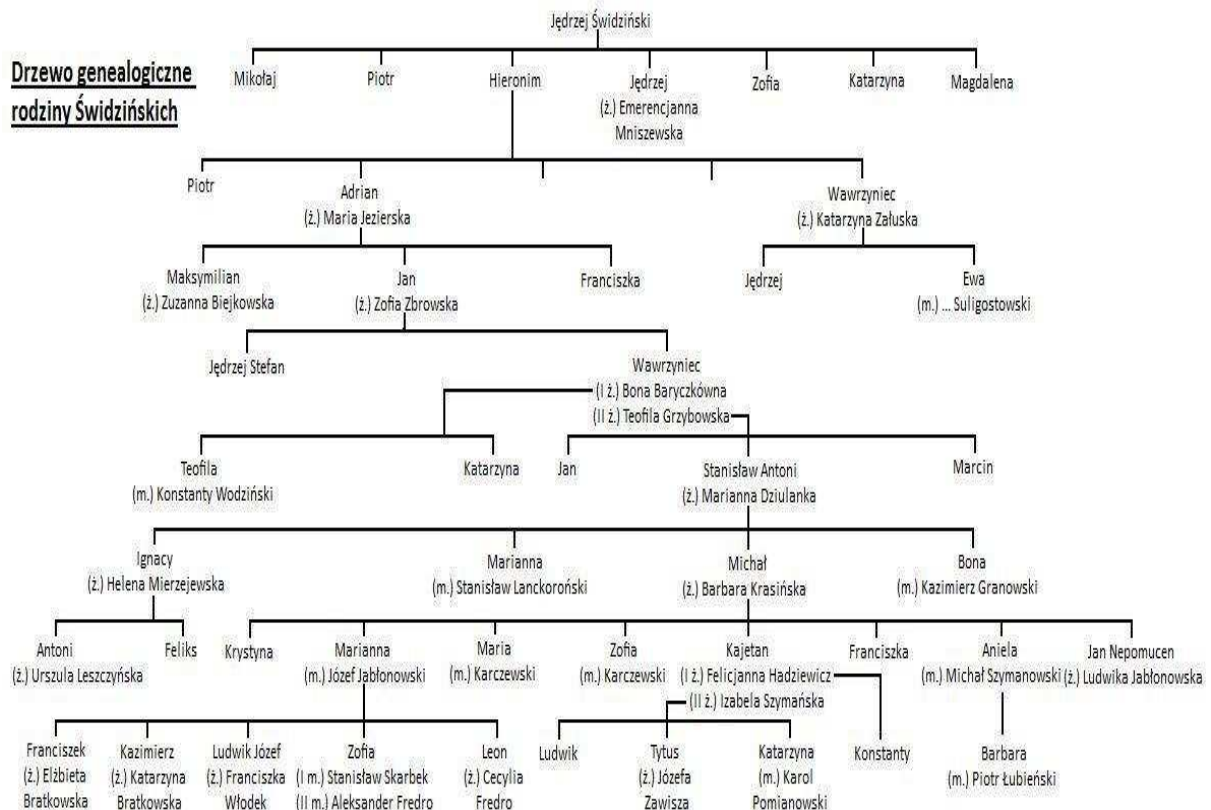 Jędrzej Świdziński
Drzewo genealogiczne
rodziny Świdzińskich
Mikołaj
Piotr
Hieronim
Jędrzej
(ż.) Emerencjanna
Mniszewska
Zofia
Katarzyna
Magdalena
Piotr
Adrian
(ż.) Maria Jezierska
Wawrzyniec
(ż.) Katarzyna Załuska
Maksymilian
(ż.) Zuzanna Biejkowska
Jan
(ż.) Zofia Zbrowska
Franciszka
Jędrzej
Ewa
(m.) ... Suligostowski
Jędrzej Stefan
Wawrzyniec
(I ż.) Bona Baryczkówna
(II ż.) Teofila Grzybowska
Teofila
(m.) Konstanty Wodziński
Katarzyna
Jan
Stanisław Antoni
(ż.) Marianna Dziulanka
Marcin
Ignacy
(ż.) Helena Mierzejewska
Marianna
(m.) Stanisław Lanckoroński
Michał
(ż.) Barbara Krasińska
Bona
(m.) Kazimierz Granowski
Antoni
(ż.) Urszula Leszczyńska
Feliks
Krystyna
Marianna
(m.) Józef Jabłonowski
Maria
(m.) Karczewski
Zofia
(m.) Karczewski
Kajetan
(I ż.) Felicjanna Hadziewicz
(II ż.) Izabela Szymańska
Franciszka
Aniela
(m.) Michał Szymanowski
Jan Nepomucen
(ż.) Ludwika Jabłonowska
Franciszek
(ż.) Elżbieta
Bratkowska
Kazimierz
(ż.) Katarzyna
Bratkowska
Ludwik Józef
(ż.) Franciszka
Włodek
Zofia
(I m.) Stanisław Skarbek
(II m.) Aleksander Fredro
Leon
(ż.) Cecylia
Fredro
Ludwik
Tytus
(ż.) Józefa
Zawisza
Katarzyna
(m.) Karol
Pomianowski
Konstanty
Barbara
(m.) Piotr Łubieński